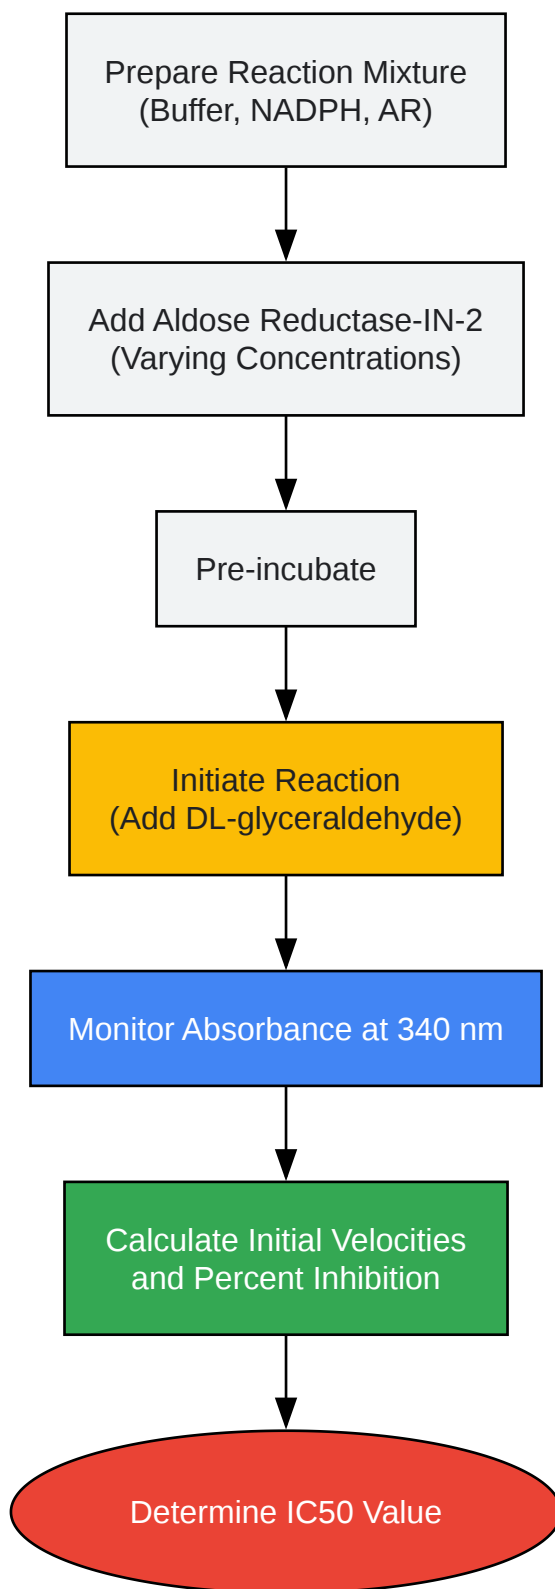 Prepare Reaction Mixture
(Buffer, NADPH, AR)
Add Aldose Reductase-IN-2
(Varying Concentrations)
Pre-incubate
Initiate Reaction
(Add DL-glyceraldehyde)
Monitor Absorbance at 340 nm
Calculate Initial Velocities
and Percent Inhibition
Determine IC50 Value